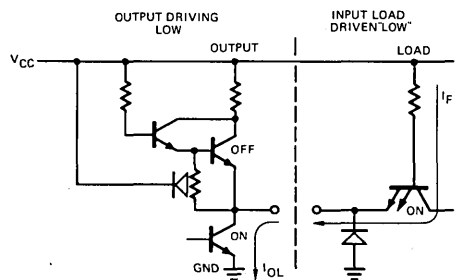 OUTPUT DRIVING
LOW
INPUT LOAD
DRIVEN "LOW"
OUTPUT
LOAD
VCC
IF
OFF
ON
ON
GND
IOL